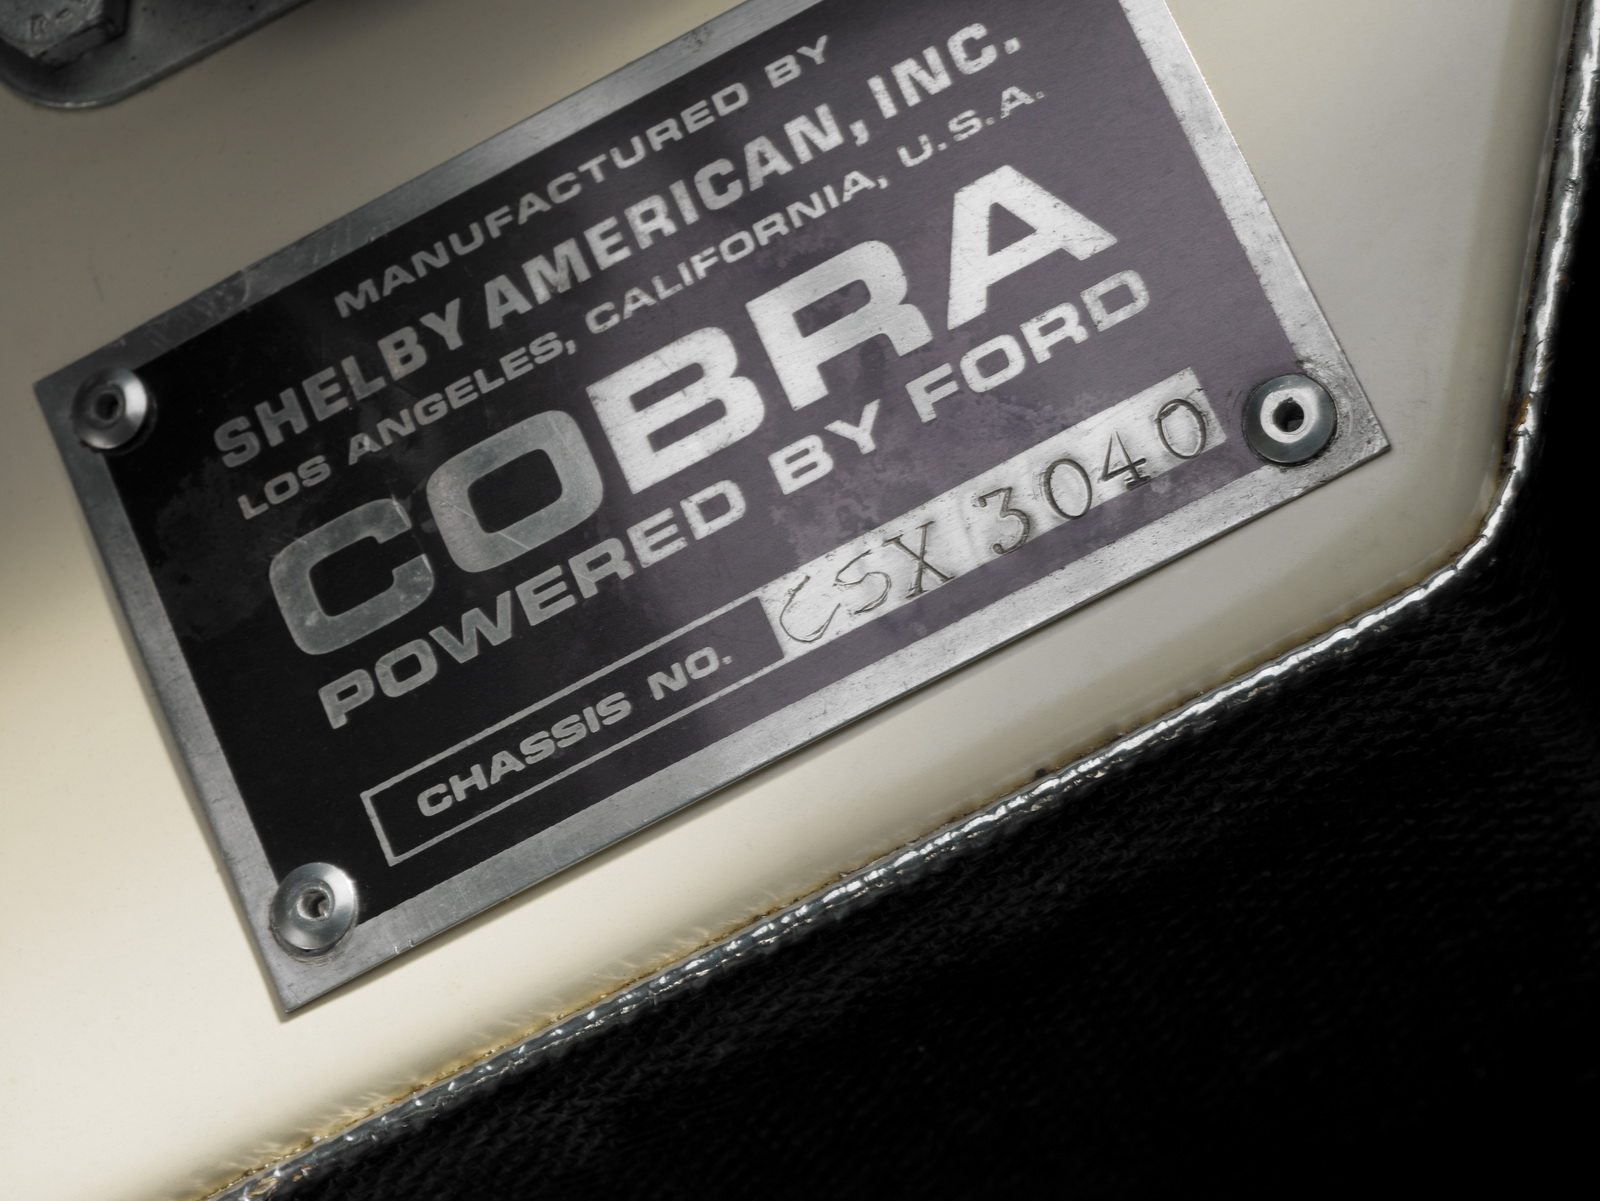 MANUFACTURED BY
SHELBY AMERICAN, INC.
LOS ANGELES, CALIFORNIA, U.S.A.
COBRA
POWERED BY FORD
CHASSIS NO. CSX 3040